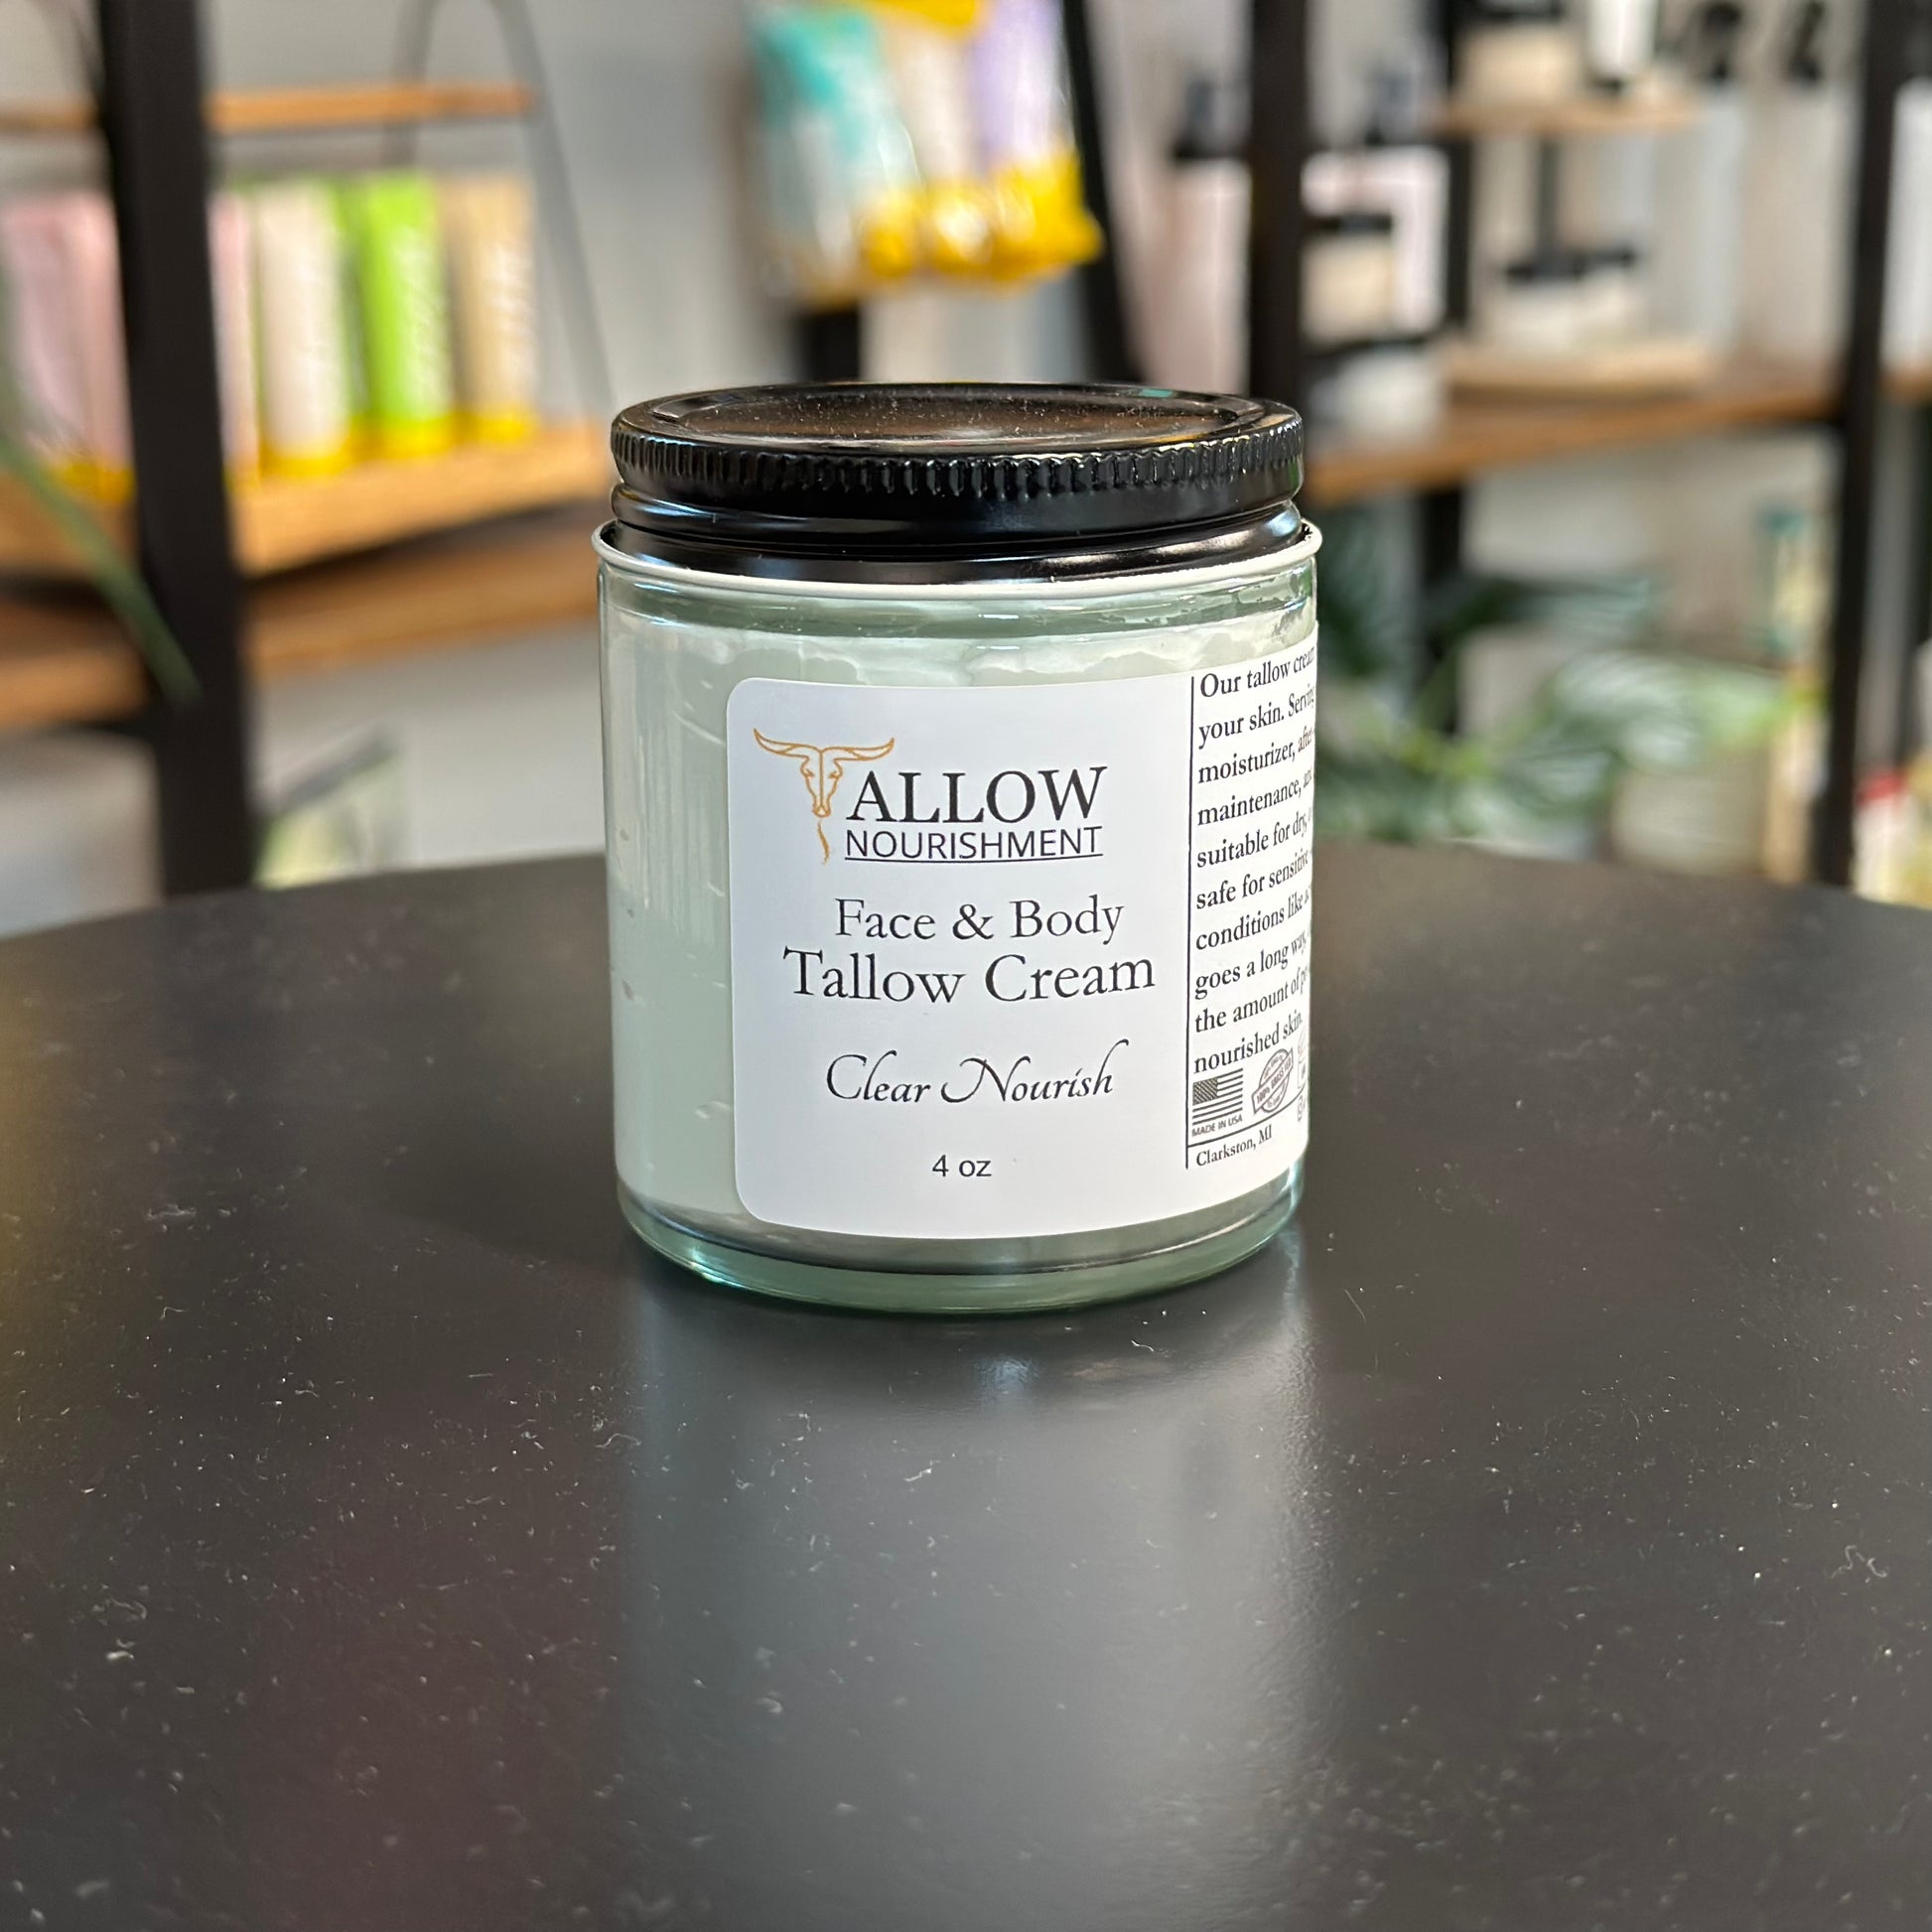 TALLOW
NOURISHMENT
Face & Body
Tallow Cream
Clear Nourish
4 oz
Our tallow cream
your skin. Serving
moisturizer,
maintenance,
suitable for dry,
safe for sensitive
conditions like
goes a long way,
the amount of
nourished skin.
MADE IN USA
Clarkston, MI